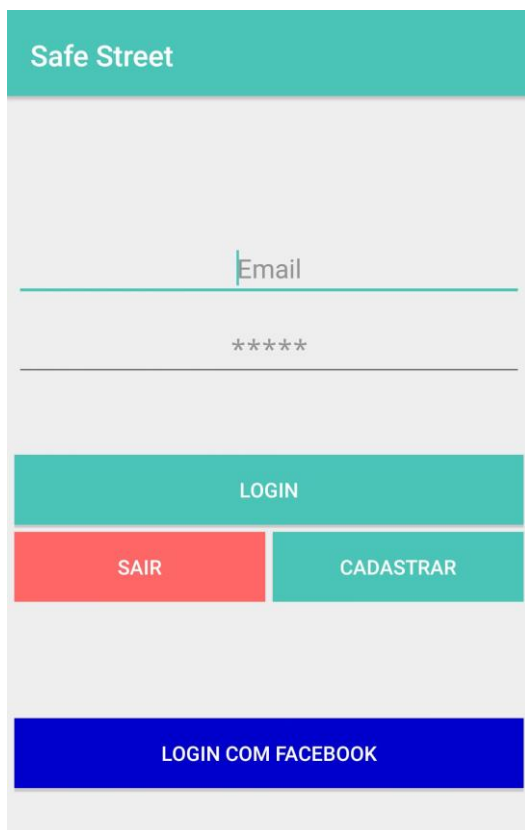 Safe Street
Email
*****
LOGIN
SAIR
CADASTRAR
LOGIN COM FACEBOOK